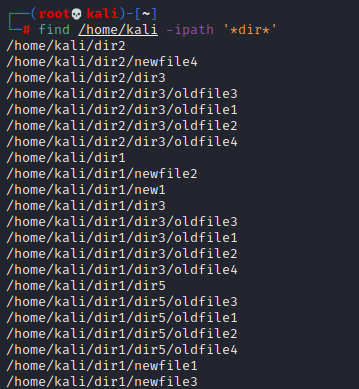 ┌──(root💀kali)-[~]
└─# find /home/kali -ipath '*dir*'
/home/kali/dir2
/home/kali/dir2/newfile4
/home/kali/dir2/dir3
/home/kali/dir2/dir3/oldfile3
/home/kali/dir2/dir3/oldfile1
/home/kali/dir2/dir3/oldfile2
/home/kali/dir2/dir3/oldfile4
/home/kali/dir1
/home/kali/dir1/newfile2
/home/kali/dir1/new1
/home/kali/dir1/dir3
/home/kali/dir1/dir3/oldfile3
/home/kali/dir1/dir3/oldfile1
/home/kali/dir1/dir3/oldfile2
/home/kali/dir1/dir3/oldfile4
/home/kali/dir1/dir5
/home/kali/dir1/dir5/oldfile3
/home/kali/dir1/dir5/oldfile1
/home/kali/dir1/dir5/oldfile2
/home/kali/dir1/dir5/oldfile4
/home/kali/dir1/newfile1
/home/kali/dir1/newfile3